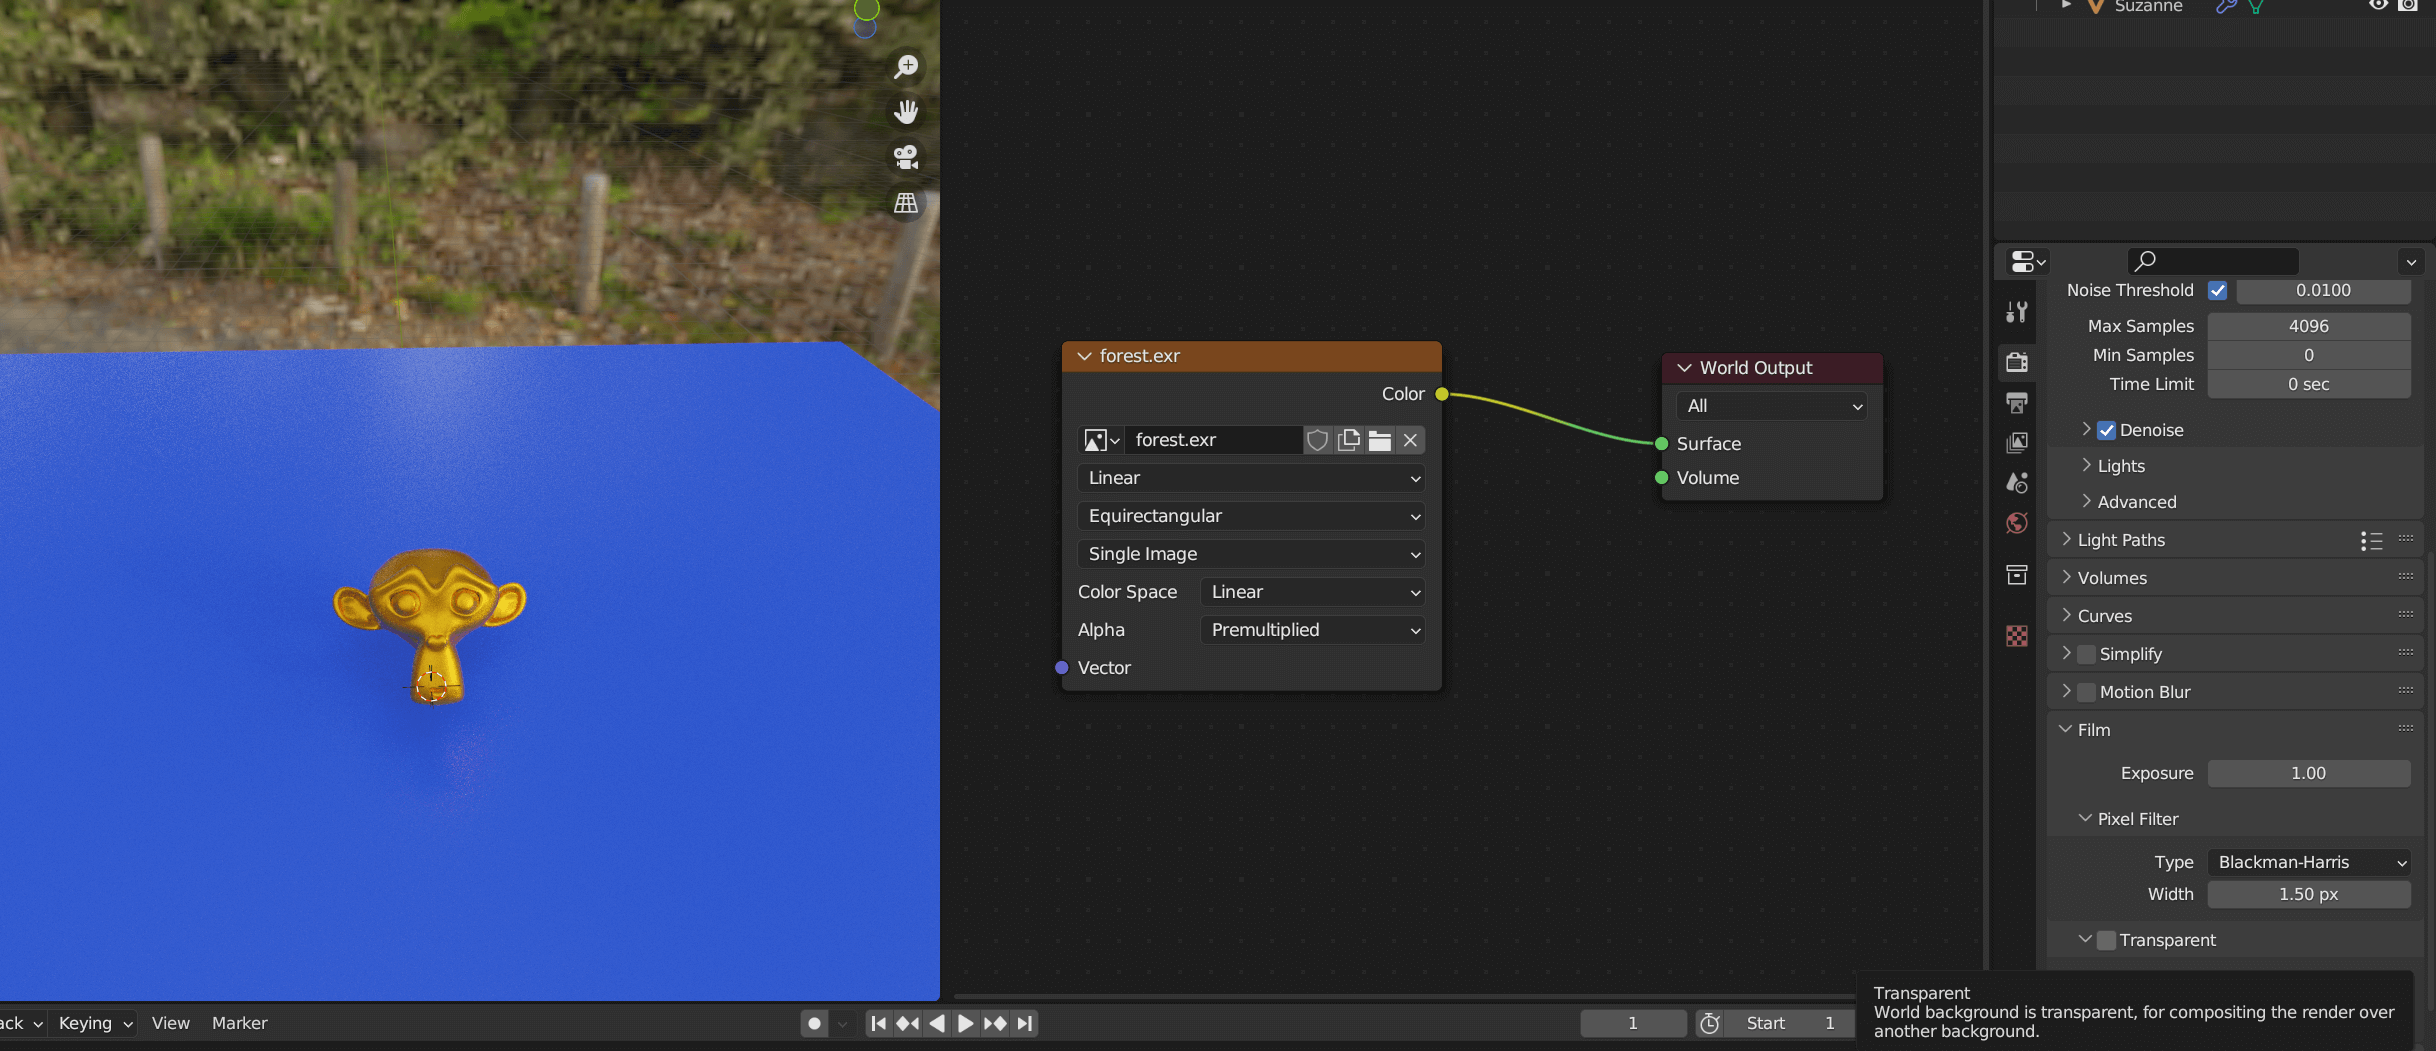 Suzanne
Noise Threshold 0.0100
Max Samples 4096
Min Samples 0
Time Limit 0 sec
Denoise
Lights
Advanced
Light Paths
Volumes
Curves
Simplify
Motion Blur
Film
Exposure 1.00
Pixel Filter
Type Blackman-Harris
Width 1.50 px
Transparent
forest.exr
Color
forest.exr
Linear
Equirectangular
Single Image
Color Space Linear
Alpha Premultiplied
Vector
World Output
All
Surface
Volume
Transparent
World background is transparent, for compositing the render over
another background.
Keying View Marker 1 Start 1